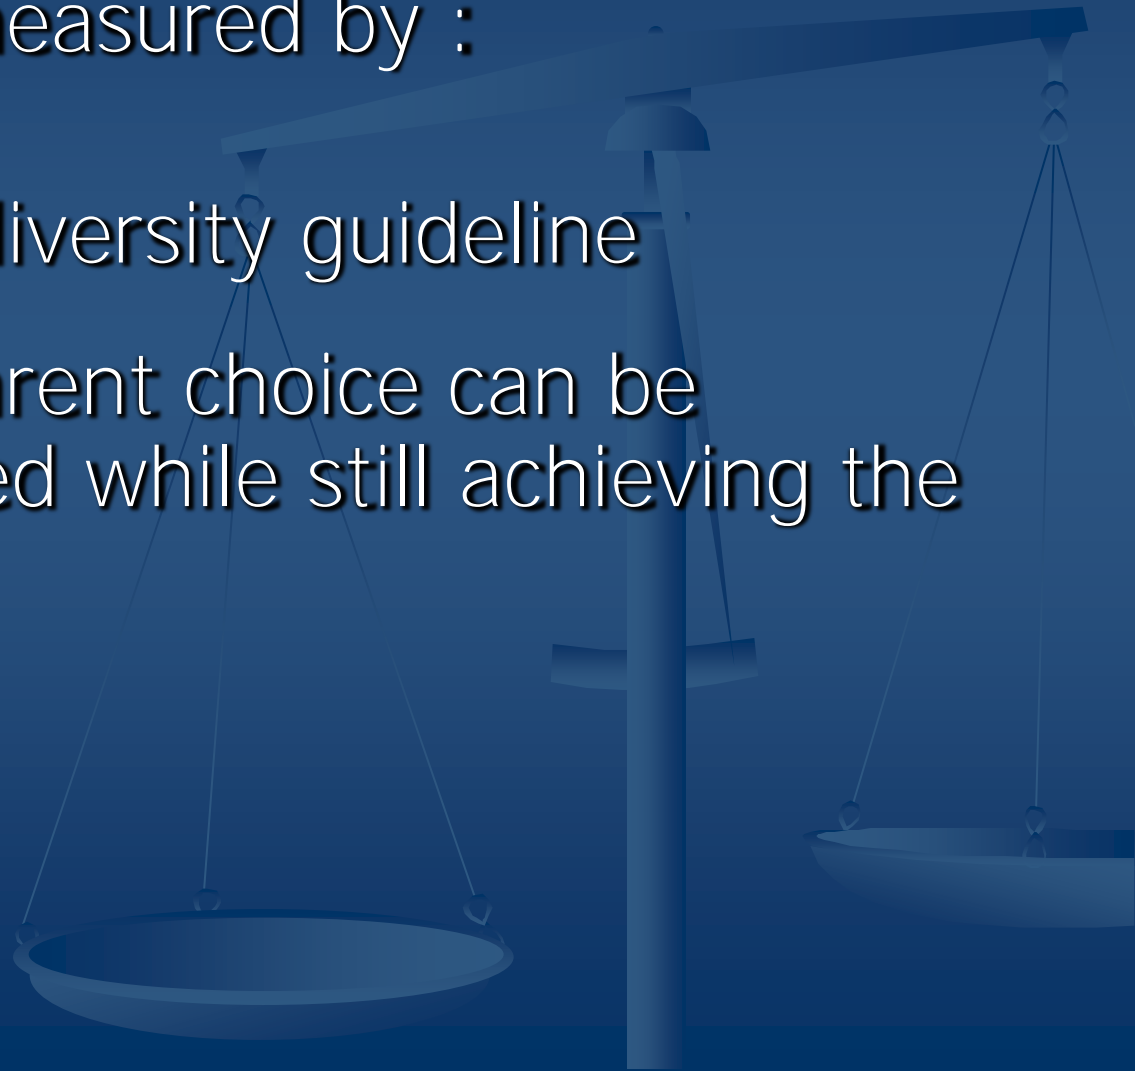 easured by :
iversity guideline
rent choice can be
ed while still achieving the